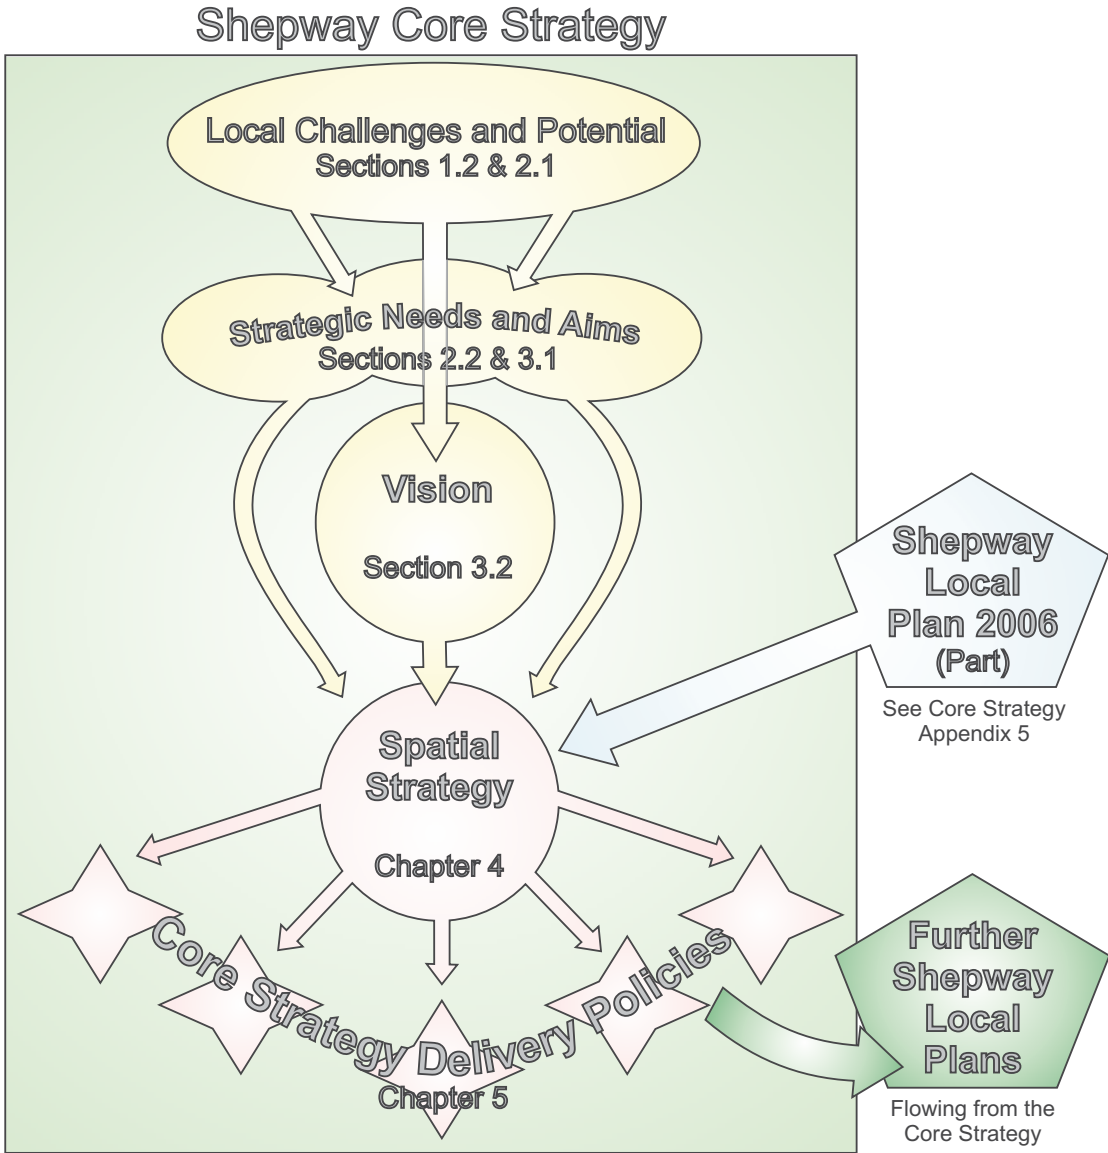 Shepway Core Strategy
Local Challenges and Potential
Sections 1.2 & 2.1
Strategic Needs and Aims
Sections 2.2 & 3.1
Vision
Section 3.2
Shepway
Local
Plan 2006
(Part)
See Core Strategy
Appendix 5
Spatial
Strategy
Chapter 4
Core Strategy Delivery Policies
Chapter 5
Further
Shepway
Local
Plans
Flowing from the
Core Strategy